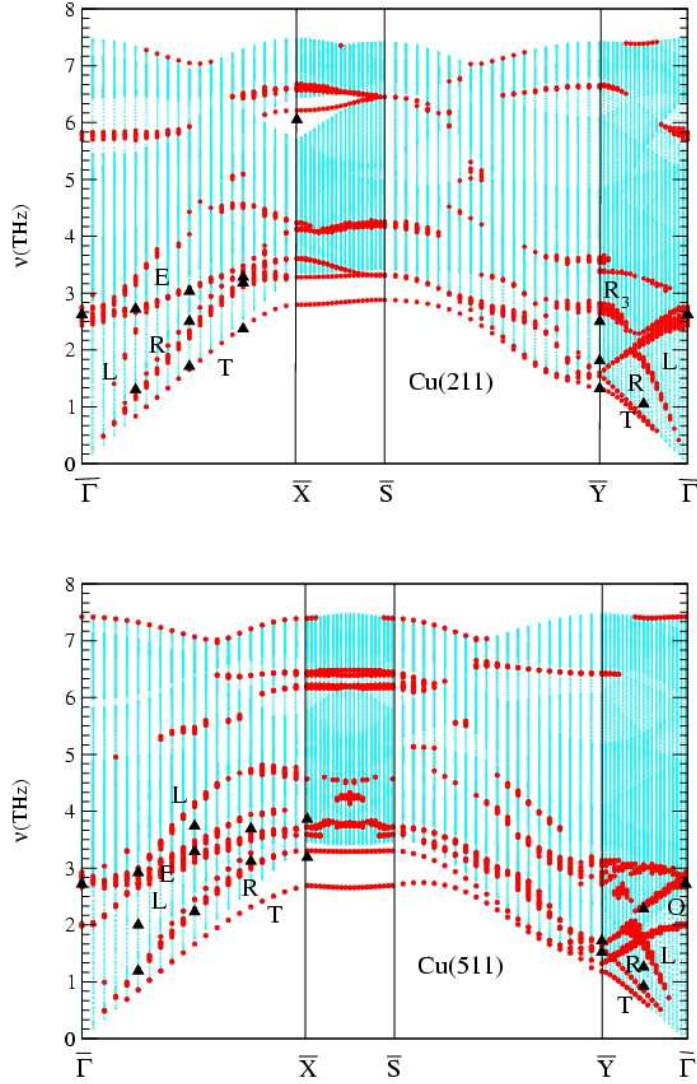 8
7
6
5
4
3
2
1
0
ν(THz)
E
L
R
T
R3
L
R
T
Cu(211)
Γ̅ X̅ S̅ Y̅ Γ̅
8
7
6
5
4
3
2
1
0
ν(THz)
L
E
L
R
T
O
L
R
T
Cu(511)
Γ̅ X̅ S̅ Y̅ Γ̅